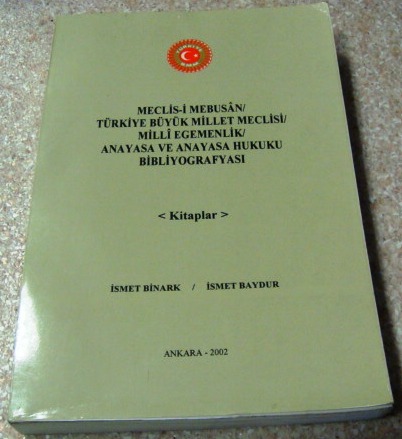 MECLİS-İ MEBUSÂN/
TÜRKİYE BÜYÜK MİLLET MECLİSİ/
MİLLÎ EGEMENLİK/
ANAYASA VE ANAYASA HUKUKU
BİBLİYOGRAFYASI
< Kitaplar >
İSMET BİNARK / İSMET BAYDUR
ANKARA - 2002